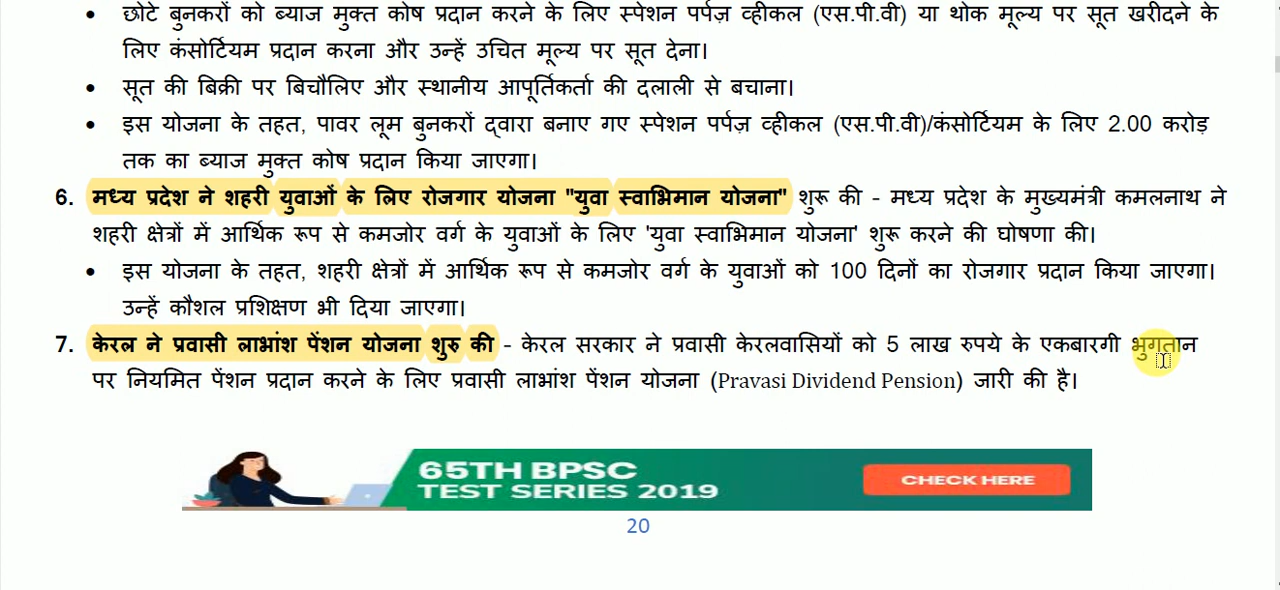 • छोटे बुनकरों को ब्याज मुक्त कोष प्रदान करने के लिए स्पेशन पर्पज़ व्हीकल (एस.पी.वी) या थोक मूल्य पर सूत खरीदने के
लिए कंसोर्टियम प्रदान करना और उन्हें उचित मूल्य पर सूत देना।
• सूत की बिक्री पर बिचौलिए और स्थानीय आपूर्तिकर्ता की दलाली से बचाना।
• इस योजना के तहत, पावर लूम बुनकरों द्वारा बनाए गए स्पेशन पर्पज़ व्हीकल (एस.पी.वी)/कंसोर्टियम के लिए 2.00 करोड़
तक का ब्याज मुक्त कोष प्रदान किया जाएगा।
6. मध्य प्रदेश ने शहरी युवाओं के लिए रोजगार योजना "युवा स्वाभिमान योजना" शुरू की - मध्य प्रदेश के मुख्यमंत्री कमलनाथ ने
शहरी क्षेत्रों में आर्थिक रूप से कमजोर वर्ग के युवाओं के लिए 'युवा स्वाभिमान योजना' शुरू करने की घोषणा की।
• इस योजना के तहत, शहरी क्षेत्रों में आर्थिक रूप से कमजोर वर्ग के युवाओं को 100 दिनों का रोजगार प्रदान किया जाएगा।
उन्हें कौशल प्रशिक्षण भी दिया जाएगा।
7. केरल ने प्रवासी लाभांश पेंशन योजना शुरु की - केरल सरकार ने प्रवासी केरलवासियों को 5 लाख रुपये के एकबारगी भुगतान
पर नियमित पेंशन प्रदान करने के लिए प्रवासी लाभांश पेंशन योजना (Pravasi Dividend Pension) जारी की है।
65TH BPSC
TEST SERIES 2019
CHECK HERE
20